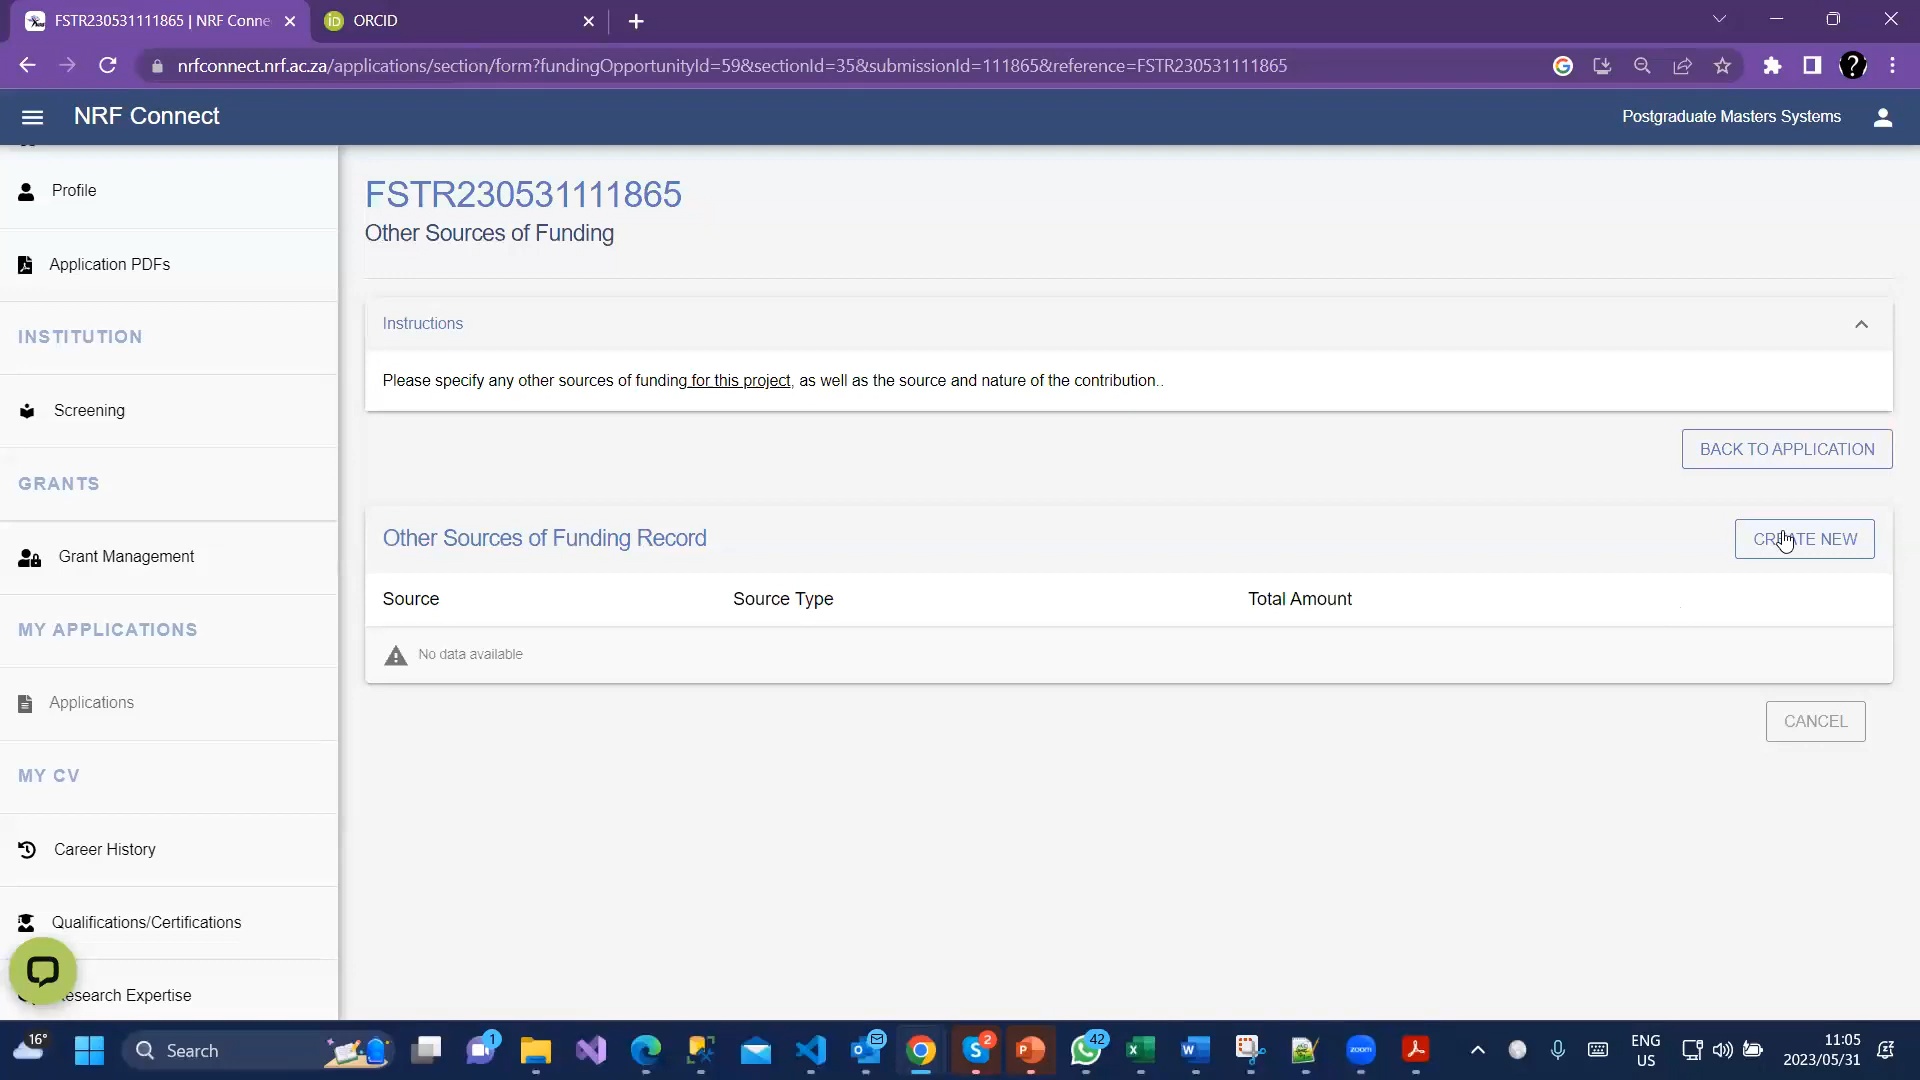 FSTR230531111865 | NRF Conne
ORCID
nrfconnect.nrf.ac.za/applications/section/form?fundingOpportunityId=59&sectionId=35&submissionId=111865&reference=FSTR230531111865
NRF Connect
Postgraduate Masters Systems
Profile
Application PDFs
INSTITUTION
Screening
GRANTS
Grant Management
MY APPLICATIONS
Applications
MY CV
Career History
Qualifications/Certifications
Research Expertise
FSTR230531111865
Other Sources of Funding
Instructions
Please specify any other sources of funding for this project, as well as the source and nature of the contribution..
BACK TO APPLICATION
Other Sources of Funding Record
CREATE NEW
Source Source Type Total Amount
No data available
CANCEL
16°
Search
1
2
42
zoom
ENG
US
11:05
2023/05/31